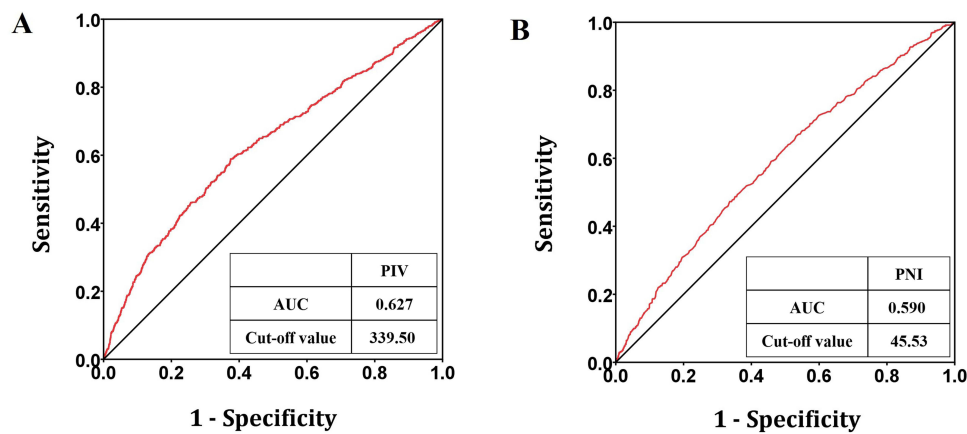 A
Sensitivity
1.0
0.8
0.6
0.4
0.2
0.0
0.0 0.2 0.4 0.6 0.8 1.0
1 - Specificity
PIV
AUC 0.627
Cut-off value 339.50
B
Sensitivity
1.0
0.8
0.6
0.4
0.2
0.0
0.0 0.2 0.4 0.6 0.8 1.0
1 - Specificity
PNI
AUC 0.590
Cut-off value 45.53